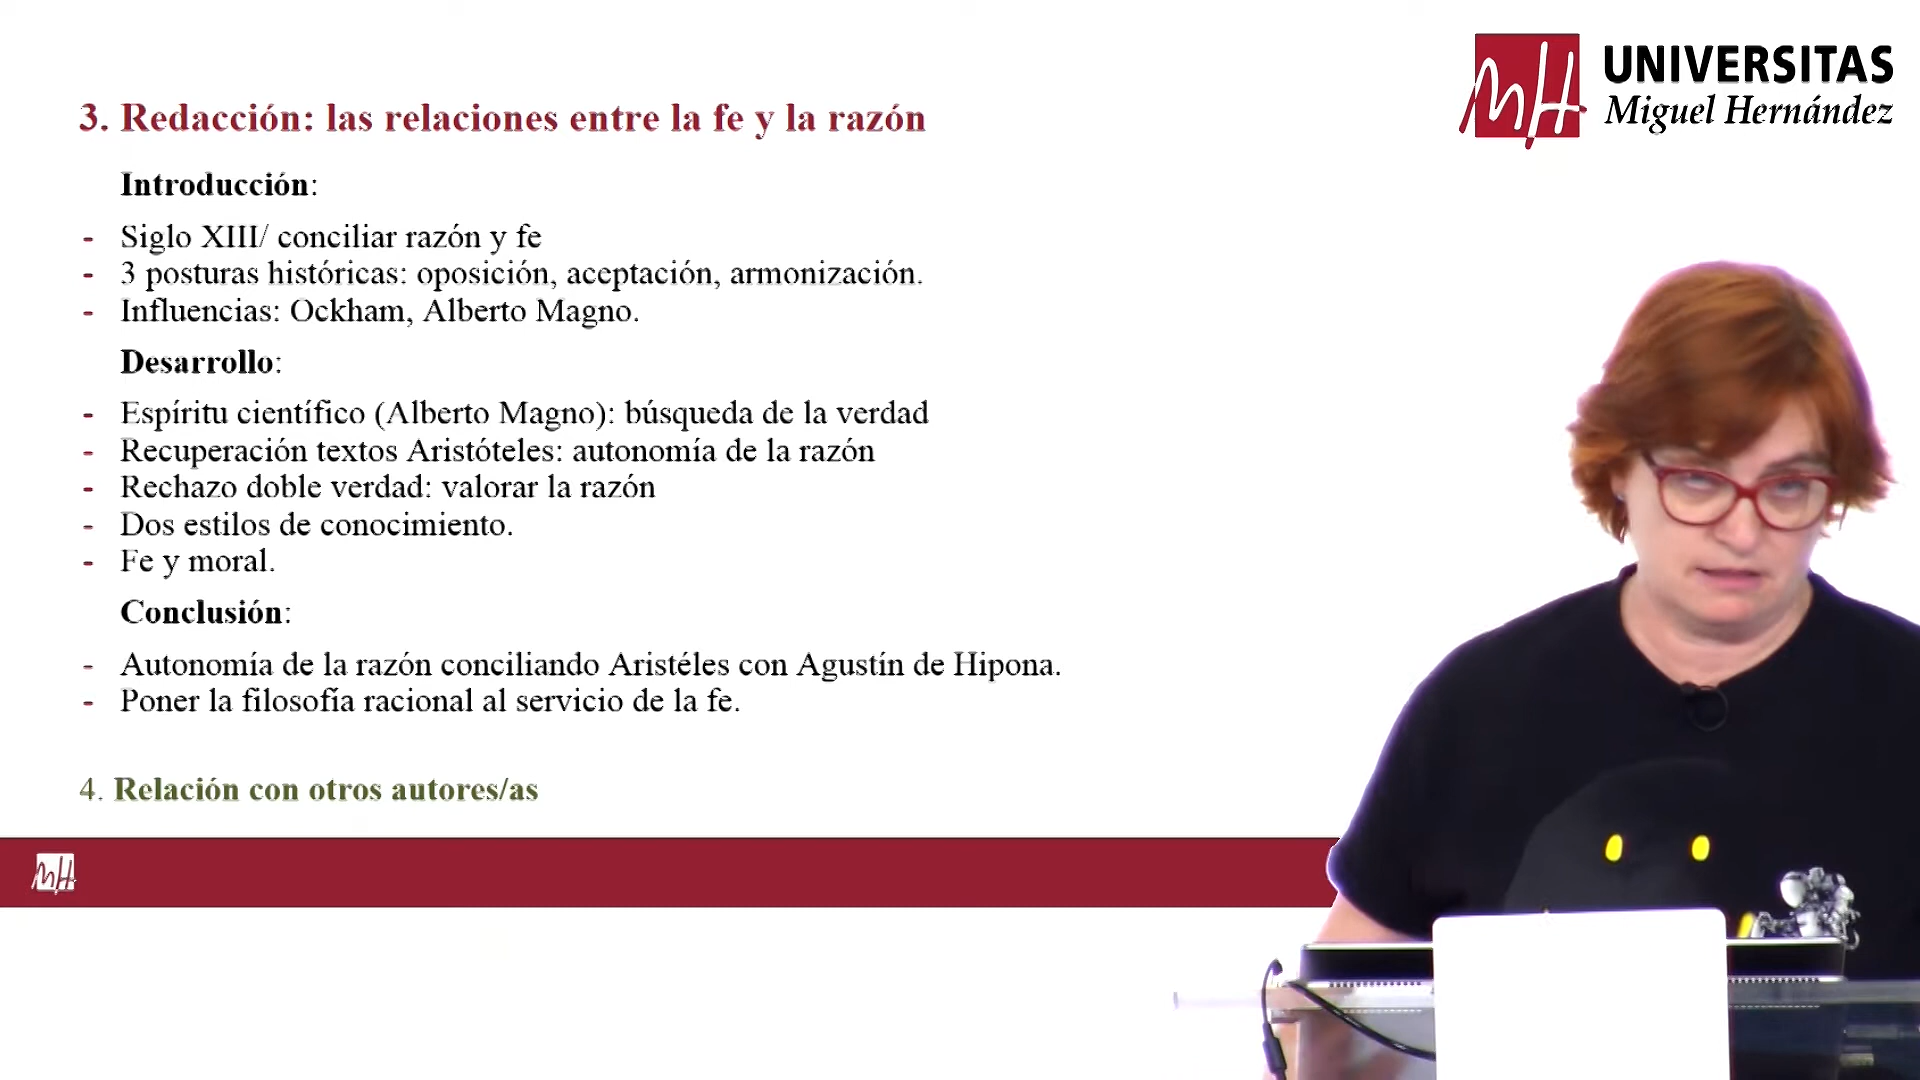 UNIVERSITAS
Miguel Hernández
3. Redacción: las relaciones entre la fe y la razón
Introducción:
- Siglo XIII/ conciliar razón y fe
- 3 posturas históricas: oposición, aceptación, armonización.
- Influencias: Ockham, Alberto Magno.
Desarrollo:
- Espíritu científico (Alberto Magno): búsqueda de la verdad
- Recuperación textos Aristóteles: autonomía de la razón
- Rechazo doble verdad: valorar la razón
- Dos estilos de conocimiento.
- Fe y moral.
Conclusión:
- Autonomía de la razón conciliando Aristéles con Agustín de Hipona.
- Poner la filosofía racional al servicio de la fe.
4. Relación con otros autores/as